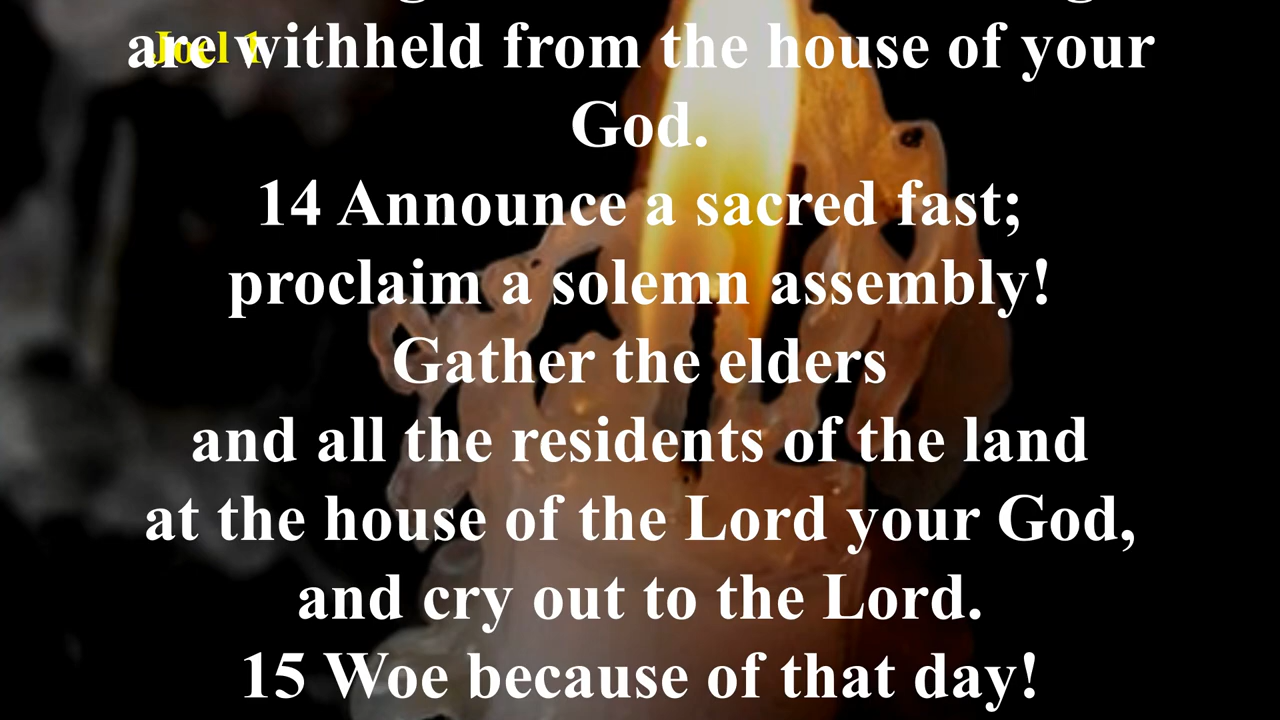 Joel 1
are withheld from the house of your
God.
14 Announce a sacred fast;
proclaim a solemn assembly!
Gather the elders
and all the residents of the land
at the house of the Lord your God,
and cry out to the Lord.
15 Woe because of that day!